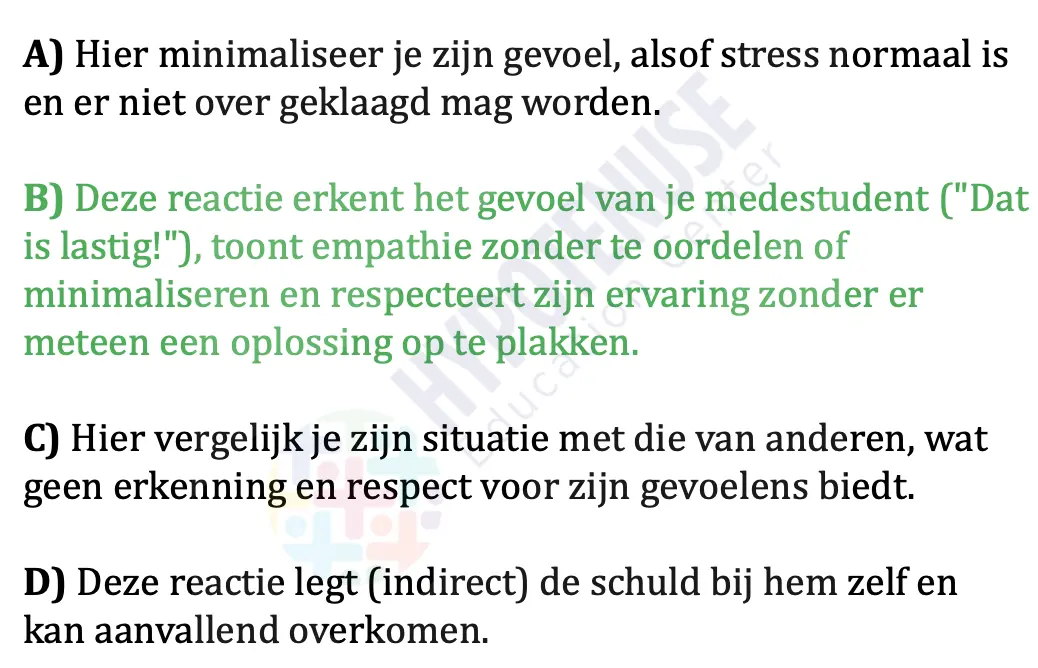 A) Hier minimaliseer je zijn gevoel, alsof stress normaal is
en er niet over geklaagd mag worden.
B) Deze reactie erkent het gevoel van je medestudent ("Dat
is lastig!"), toont empathie zonder te oordelen of
minimaliseren en respecteert zijn ervaring zonder er
meteen een oplossing op te plakken.
C) Hier vergelijk je zijn situatie met die van anderen, wat
geen erkenning en respect voor zijn gevoelens biedt.
D) Deze reactie legt (indirect) de schuld bij hem zelf en
kan aanvallend overkomen.
HYPOTENUSE
Education Center